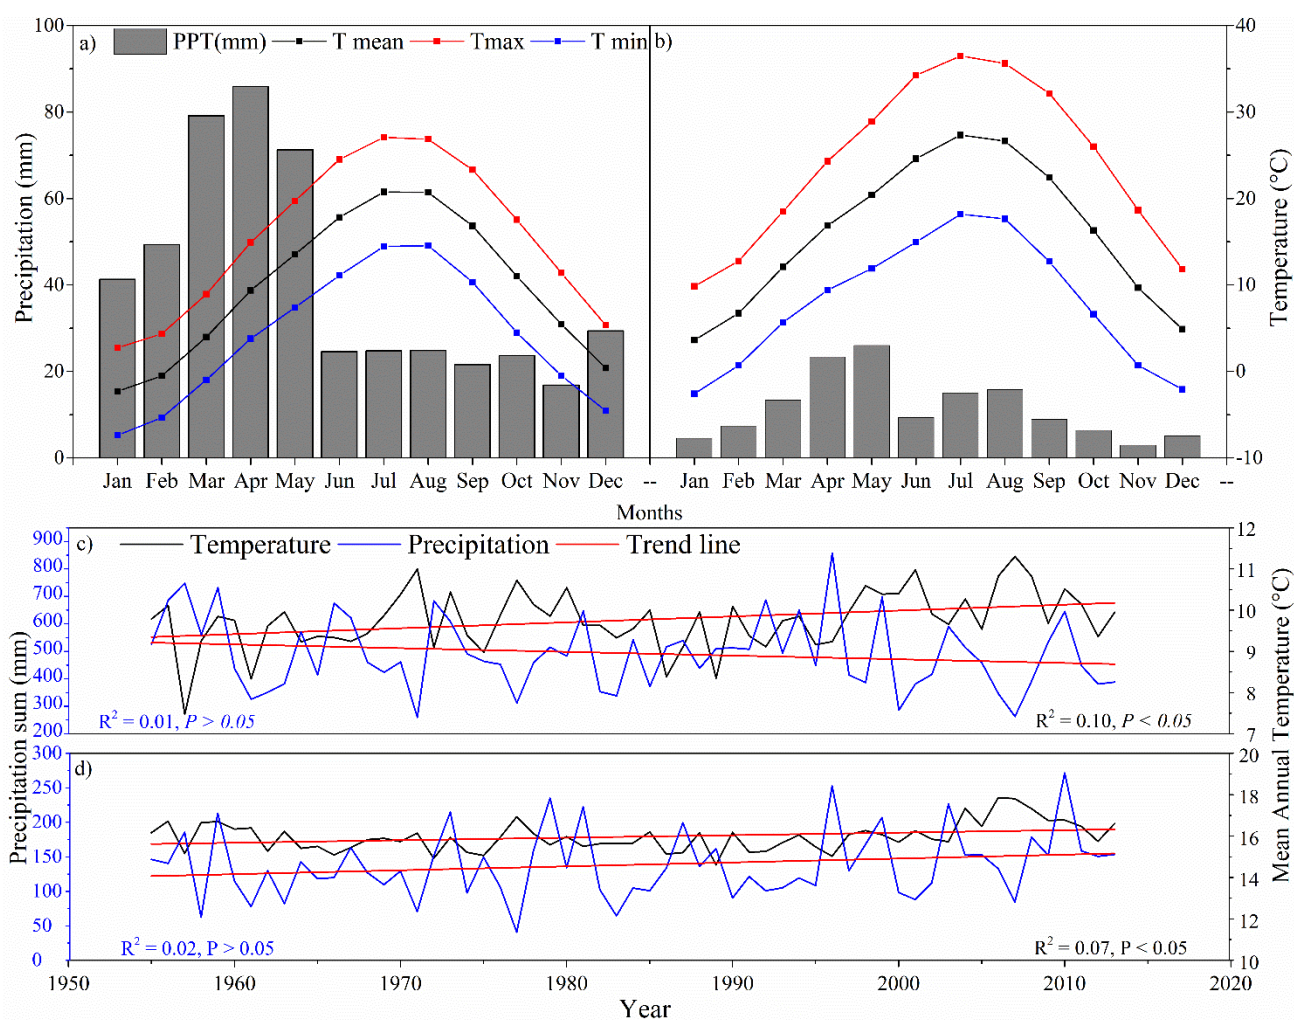 a) PPT(mm) T mean Tmax T min b)
Precipitation (mm)
100
80
60
40
20
0
Jan Feb Mar Apr May Jun Jul Aug Sep Oct Nov Dec --
Jan Feb Mar Apr May Jun Jul Aug Sep Oct Nov Dec --
40
30
20
10
0
-10
Temperature (°C)
Months
c) Temperature Precipitation Trend line
900
800
700
600
500
400
300
200
12
11
10
9
8
7
R² = 0.01, P > 0.05
R² = 0.10, P < 0.05
Precipitation sum (mm)
Mean Annual Temperature (°C)
d)
300
250
200
150
100
50
0
20
18
16
14
12
10
R² = 0.02, P > 0.05
R² = 0.07, P < 0.05
1950 1960 1970 1980 1990 2000 2010 2020
Year